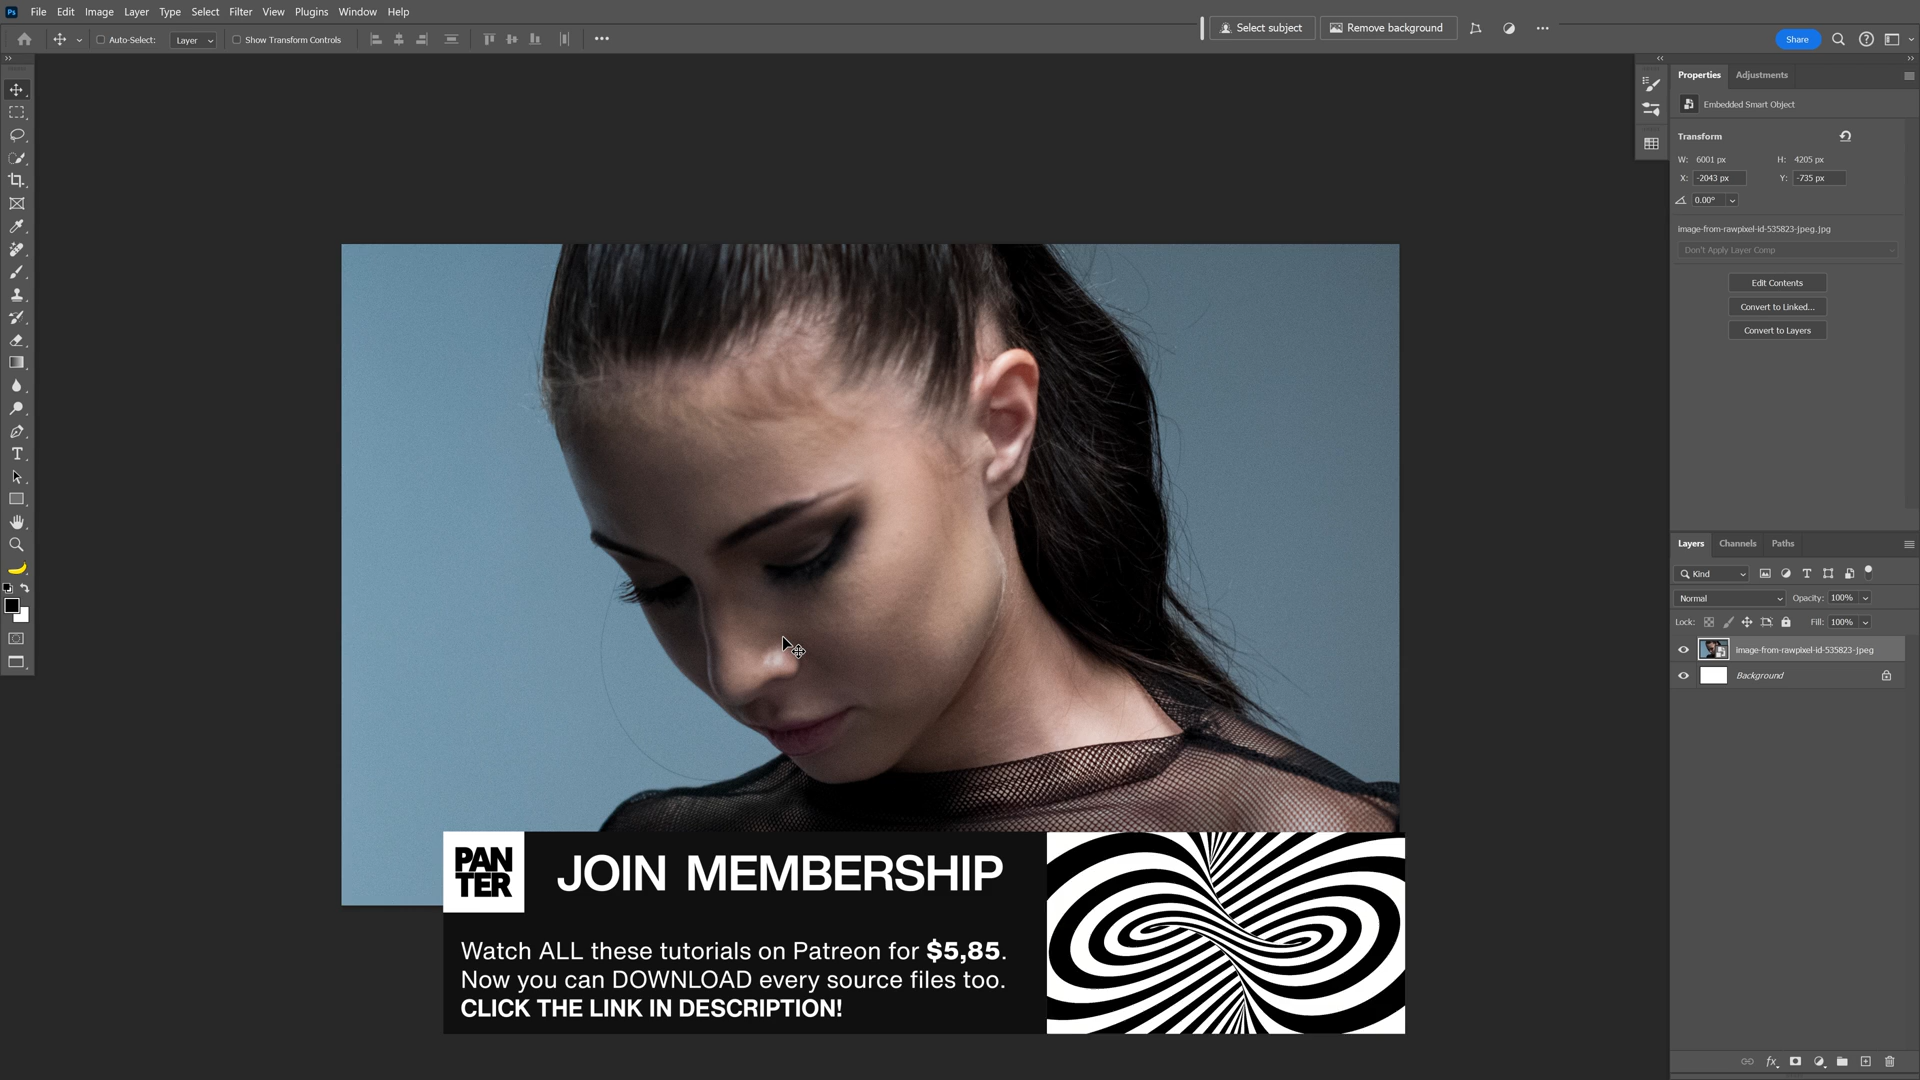 Ps File Edit Image Layer Type Select Filter View Plugins Window Help
Auto-Select: Layer Show Transform Controls
Select subject Remove background
Share
Properties Adjustments
Embedded Smart Object
Transform
W: 6001 px H: 4205 px
X: -2043 px Y: -735 px
0.00°
image-from-rawpixel-id-535823-jpeg.jpg
Don't Apply Layer Comp
Edit Contents
Convert to Linked...
Convert to Layers
Layers Channels Paths
Kind
Normal Opacity: 100%
Lock: Fill: 100%
image-from-rawpixel-id-535823-jpeg
Background
fx
PAN
TER
JOIN MEMBERSHIP
Watch ALL these tutorials on Patreon for $5,85.
Now you can DOWNLOAD every source files too.
CLICK THE LINK IN DESCRIPTION!